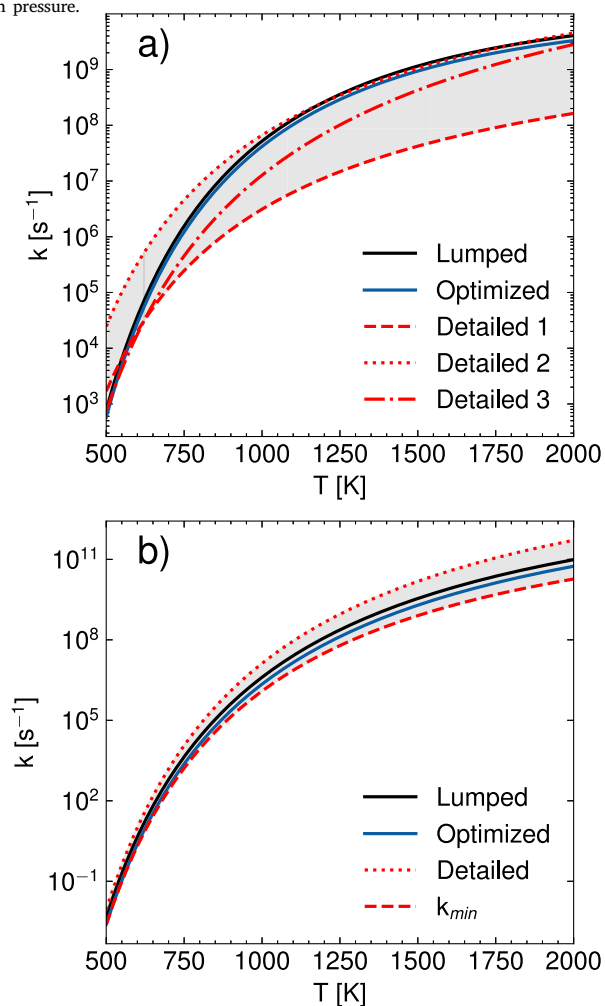 n pressure.
a)
10⁹
10⁸
10⁷
10⁶
10⁵
10⁴
10³
k [s⁻¹]
Lumped
Optimized
Detailed 1
Detailed 2
Detailed 3
500 750 1000 1250 1500 1750 2000
T [K]
b)
10¹¹
10⁸
10⁵
10²
10⁻¹
k [s⁻¹]
Lumped
Optimized
Detailed
kₘᵢₙ
500 750 1000 1250 1500 1750 2000
T [K]